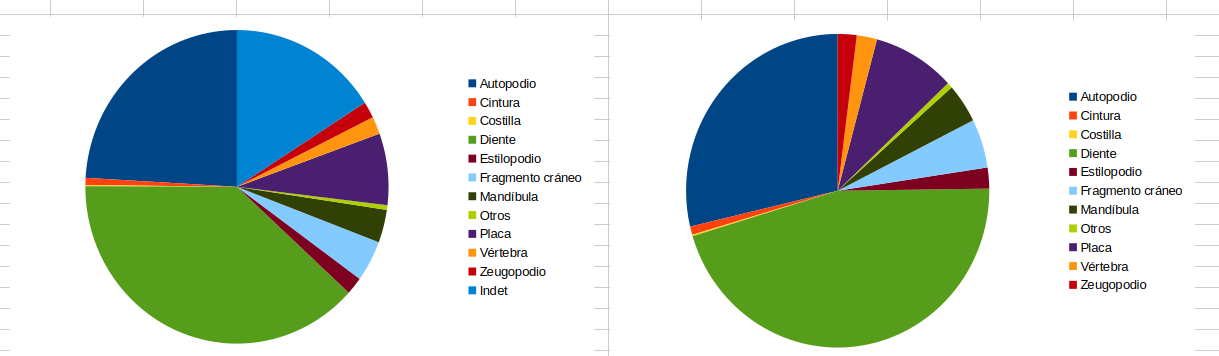 Autopodio
Cintura
Costilla
Diente
Estilopodio
Fragmento cráneo
Mandíbula
Otros
Placa
Vértebra
Zeugopodio
Indet
Autopodio
Cintura
Costilla
Diente
Estilopodio
Fragmento cráneo
Mandíbula
Otros
Placa
Vértebra
Zeugopodio